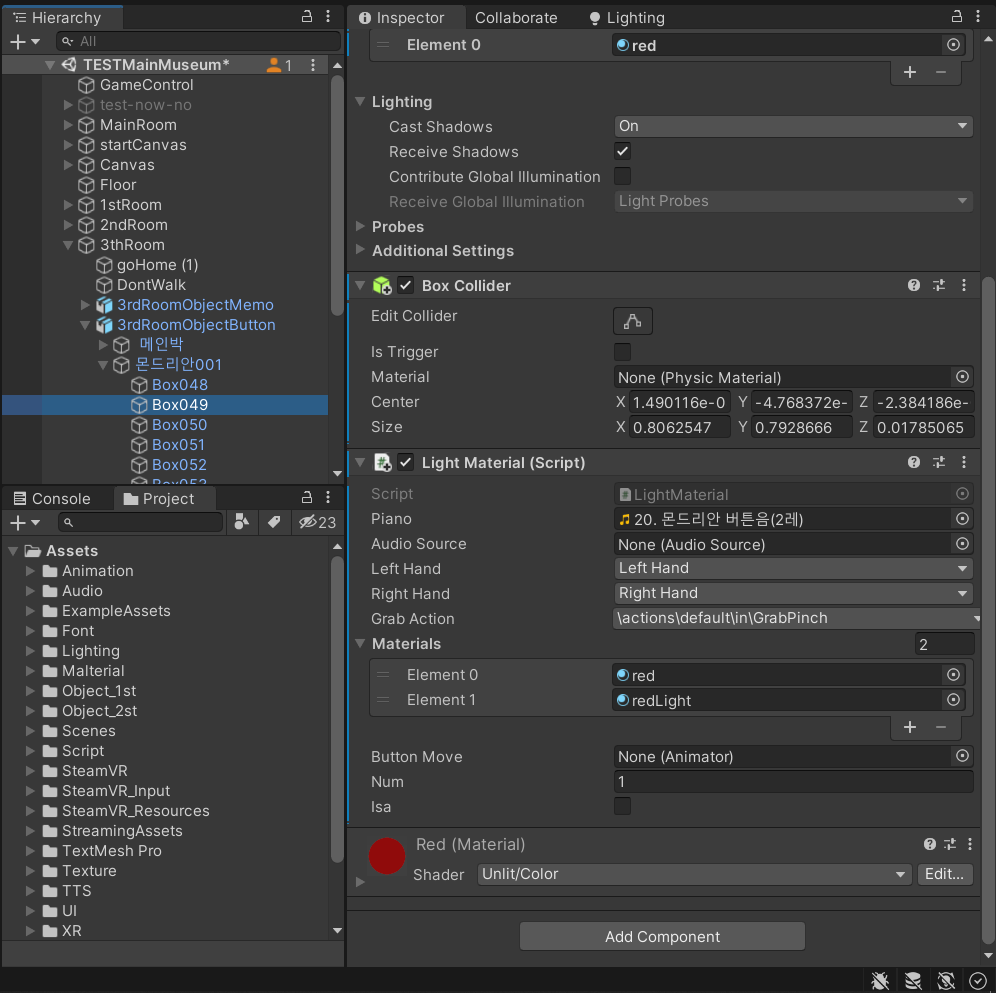 Hierarchy
All
TESTMainMuseum*
1
GameControl
test-now-no
MainRoom
startCanvas
Canvas
Floor
1stRoom
2ndRoom
3thRoom
goHome (1)
DontWalk
3rdRoomObjectMemo
3rdRoomObjectButton
메인박
몬드리안001
Box048
Box049
Box050
Box051
Box052
Box053
Console
Project
23
Assets
Animation
Audio
ExampleAssets
Font
Lighting
Malterial
Object_1st
Object_2st
Scenes
Script
SteamVR
SteamVR_Input
SteamVR_Resources
StreamingAssets
TextMesh Pro
Texture
TTS
UI
XR
Inspector
Collaborate
Lighting
Element 0 red
Lighting
Cast Shadows On
Receive Shadows
Contribute Global Illumination
Receive Global Illumination Light Probes
Probes
Additional Settings
Box Collider
Edit Collider
Is Trigger
Material None (Physic Material)
Center X 1.490116e-0 Y -4.768372e- Z -2.384186e-
Size X 0.8062547 Y 0.7928666 Z 0.01785065
Light Material (Script)
Script LightMaterial
Piano 20. 몬드리안 버튼음(2레)
Audio Source None (Audio Source)
Left Hand Left Hand
Right Hand Right Hand
Grab Action \actions\default\in\GrabPinch
Materials 2
Element 0 red
Element 1 redLight
Button Move None (Animator)
Num 1
Isa
Red (Material)
Shader Unlit/Color Edit...
Add Component